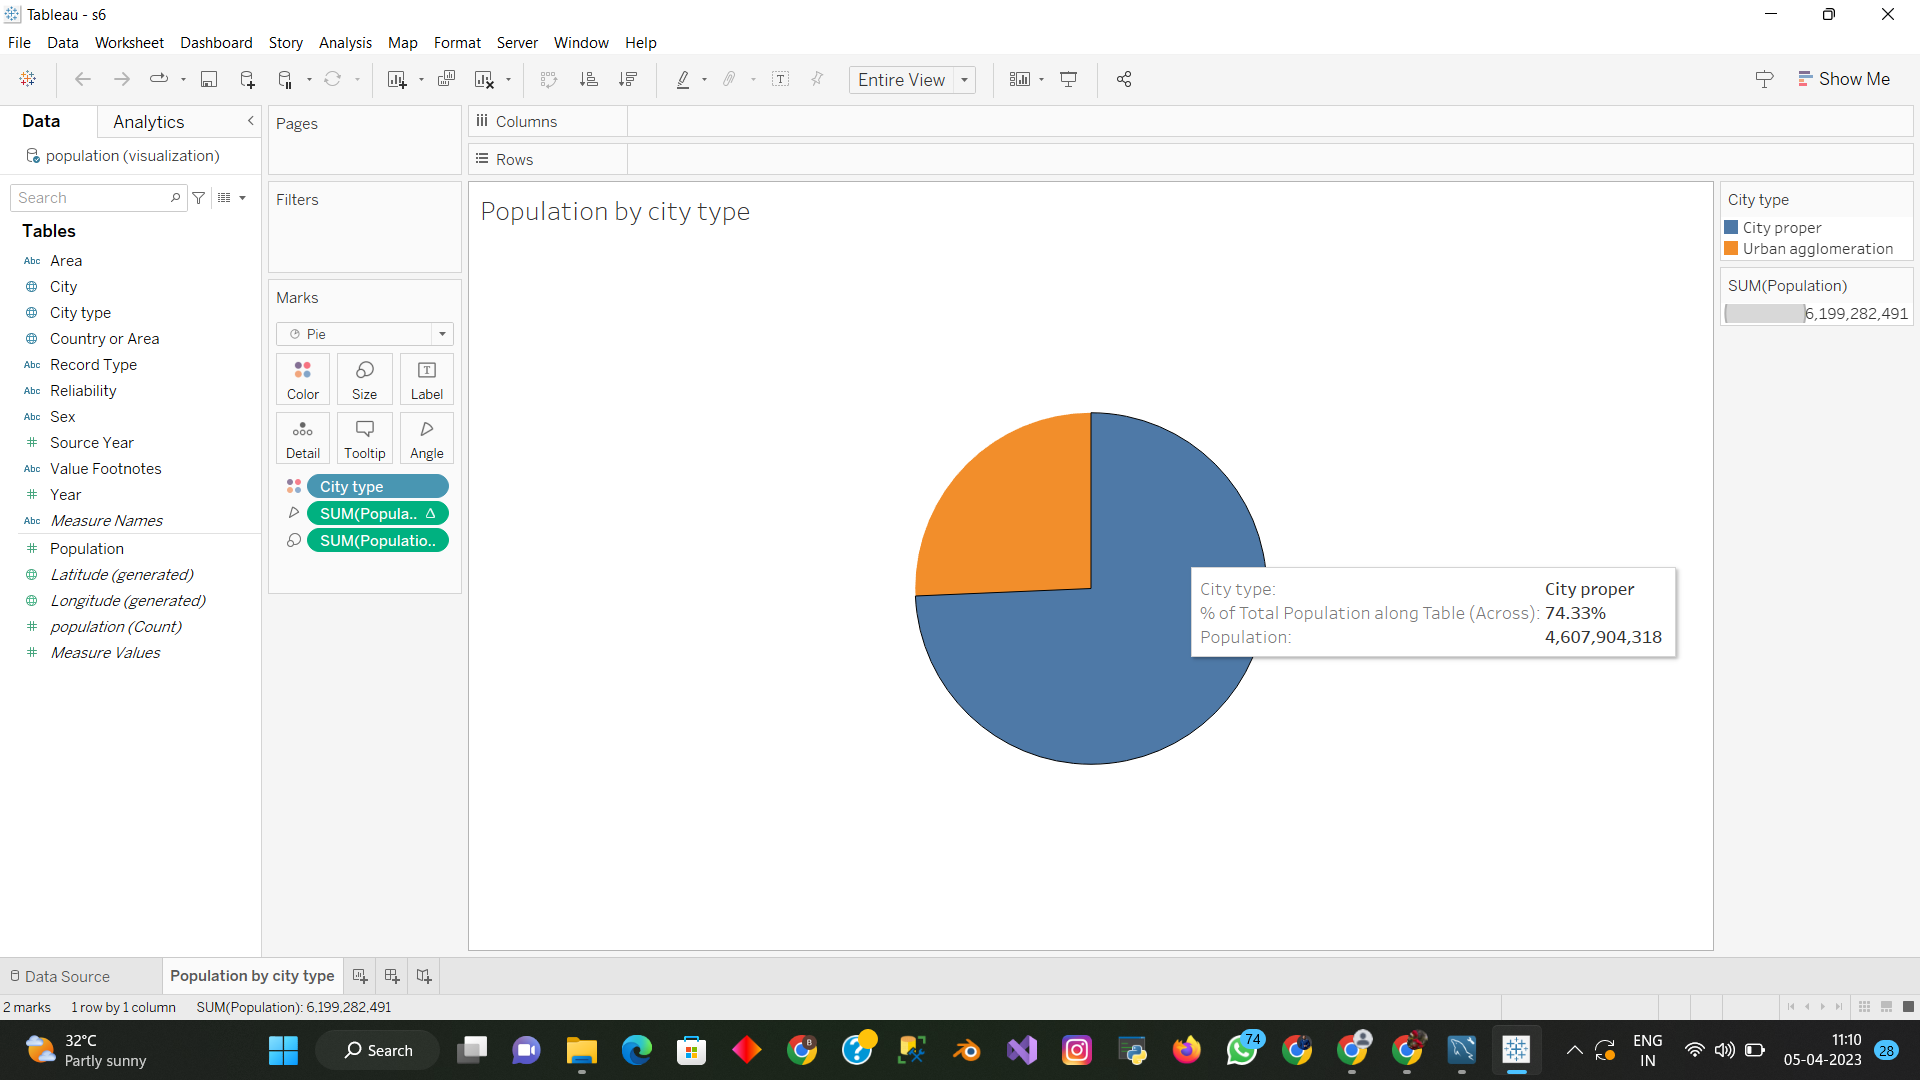 Tableau - s6
File Data Worksheet Dashboard Story Analysis Map Format Server Window Help
Entire View
Show Me
Data Analytics
population (visualization)
Search
Tables
Abc Area
City
City type
Country or Area
Abc Record Type
Abc Reliability
Abc Sex
# Source Year
Abc Value Footnotes
# Year
Abc Measure Names
# Population
Latitude (generated)
Longitude (generated)
# population (Count)
# Measure Values
Pages
Filters
Marks
Pie
Color Size Label
Detail Tooltip Angle
City type
SUM(Popula.. Δ
SUM(Populatio..
Columns
Rows
Population by city type
City type: City proper
% of Total Population along Table (Across): 74.33%
Population: 4,607,904,318
City type
City proper
Urban agglomeration
SUM(Population)
6,199,282,491
Data Source Population by city type
2 marks 1 row by 1 column SUM(Population): 6,199,282,491
32°C
Partly sunny
Search
74
ENG
IN
11:10
05-04-2023
28